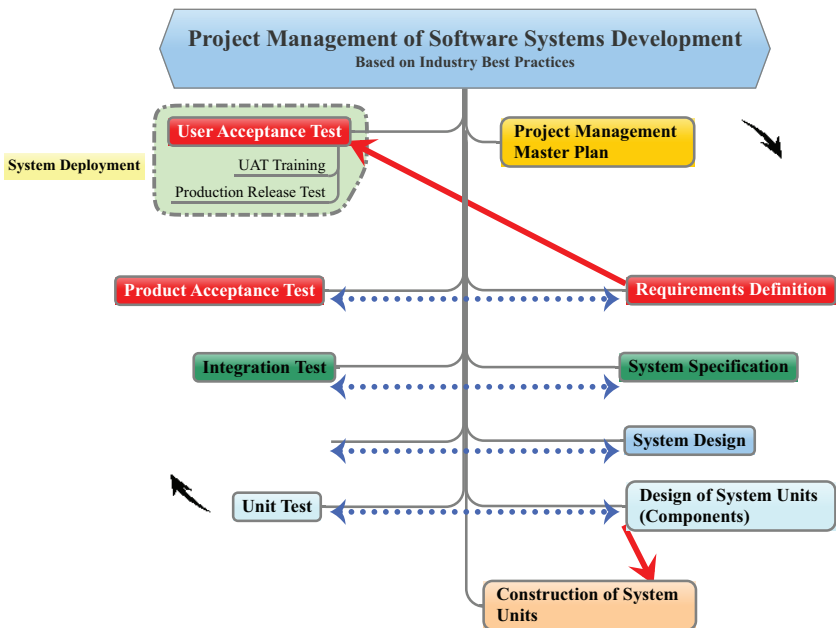 Project Management of Software Systems Development
Based on Industry Best Practices
User Acceptance Test
UAT Training
Production Release Test
System Deployment
Project Management
Master Plan
Product Acceptance Test
Requirements Definition
Integration Test
System Specification
System Design
Unit Test
Design of System Units
(Components)
Construction of System
Units